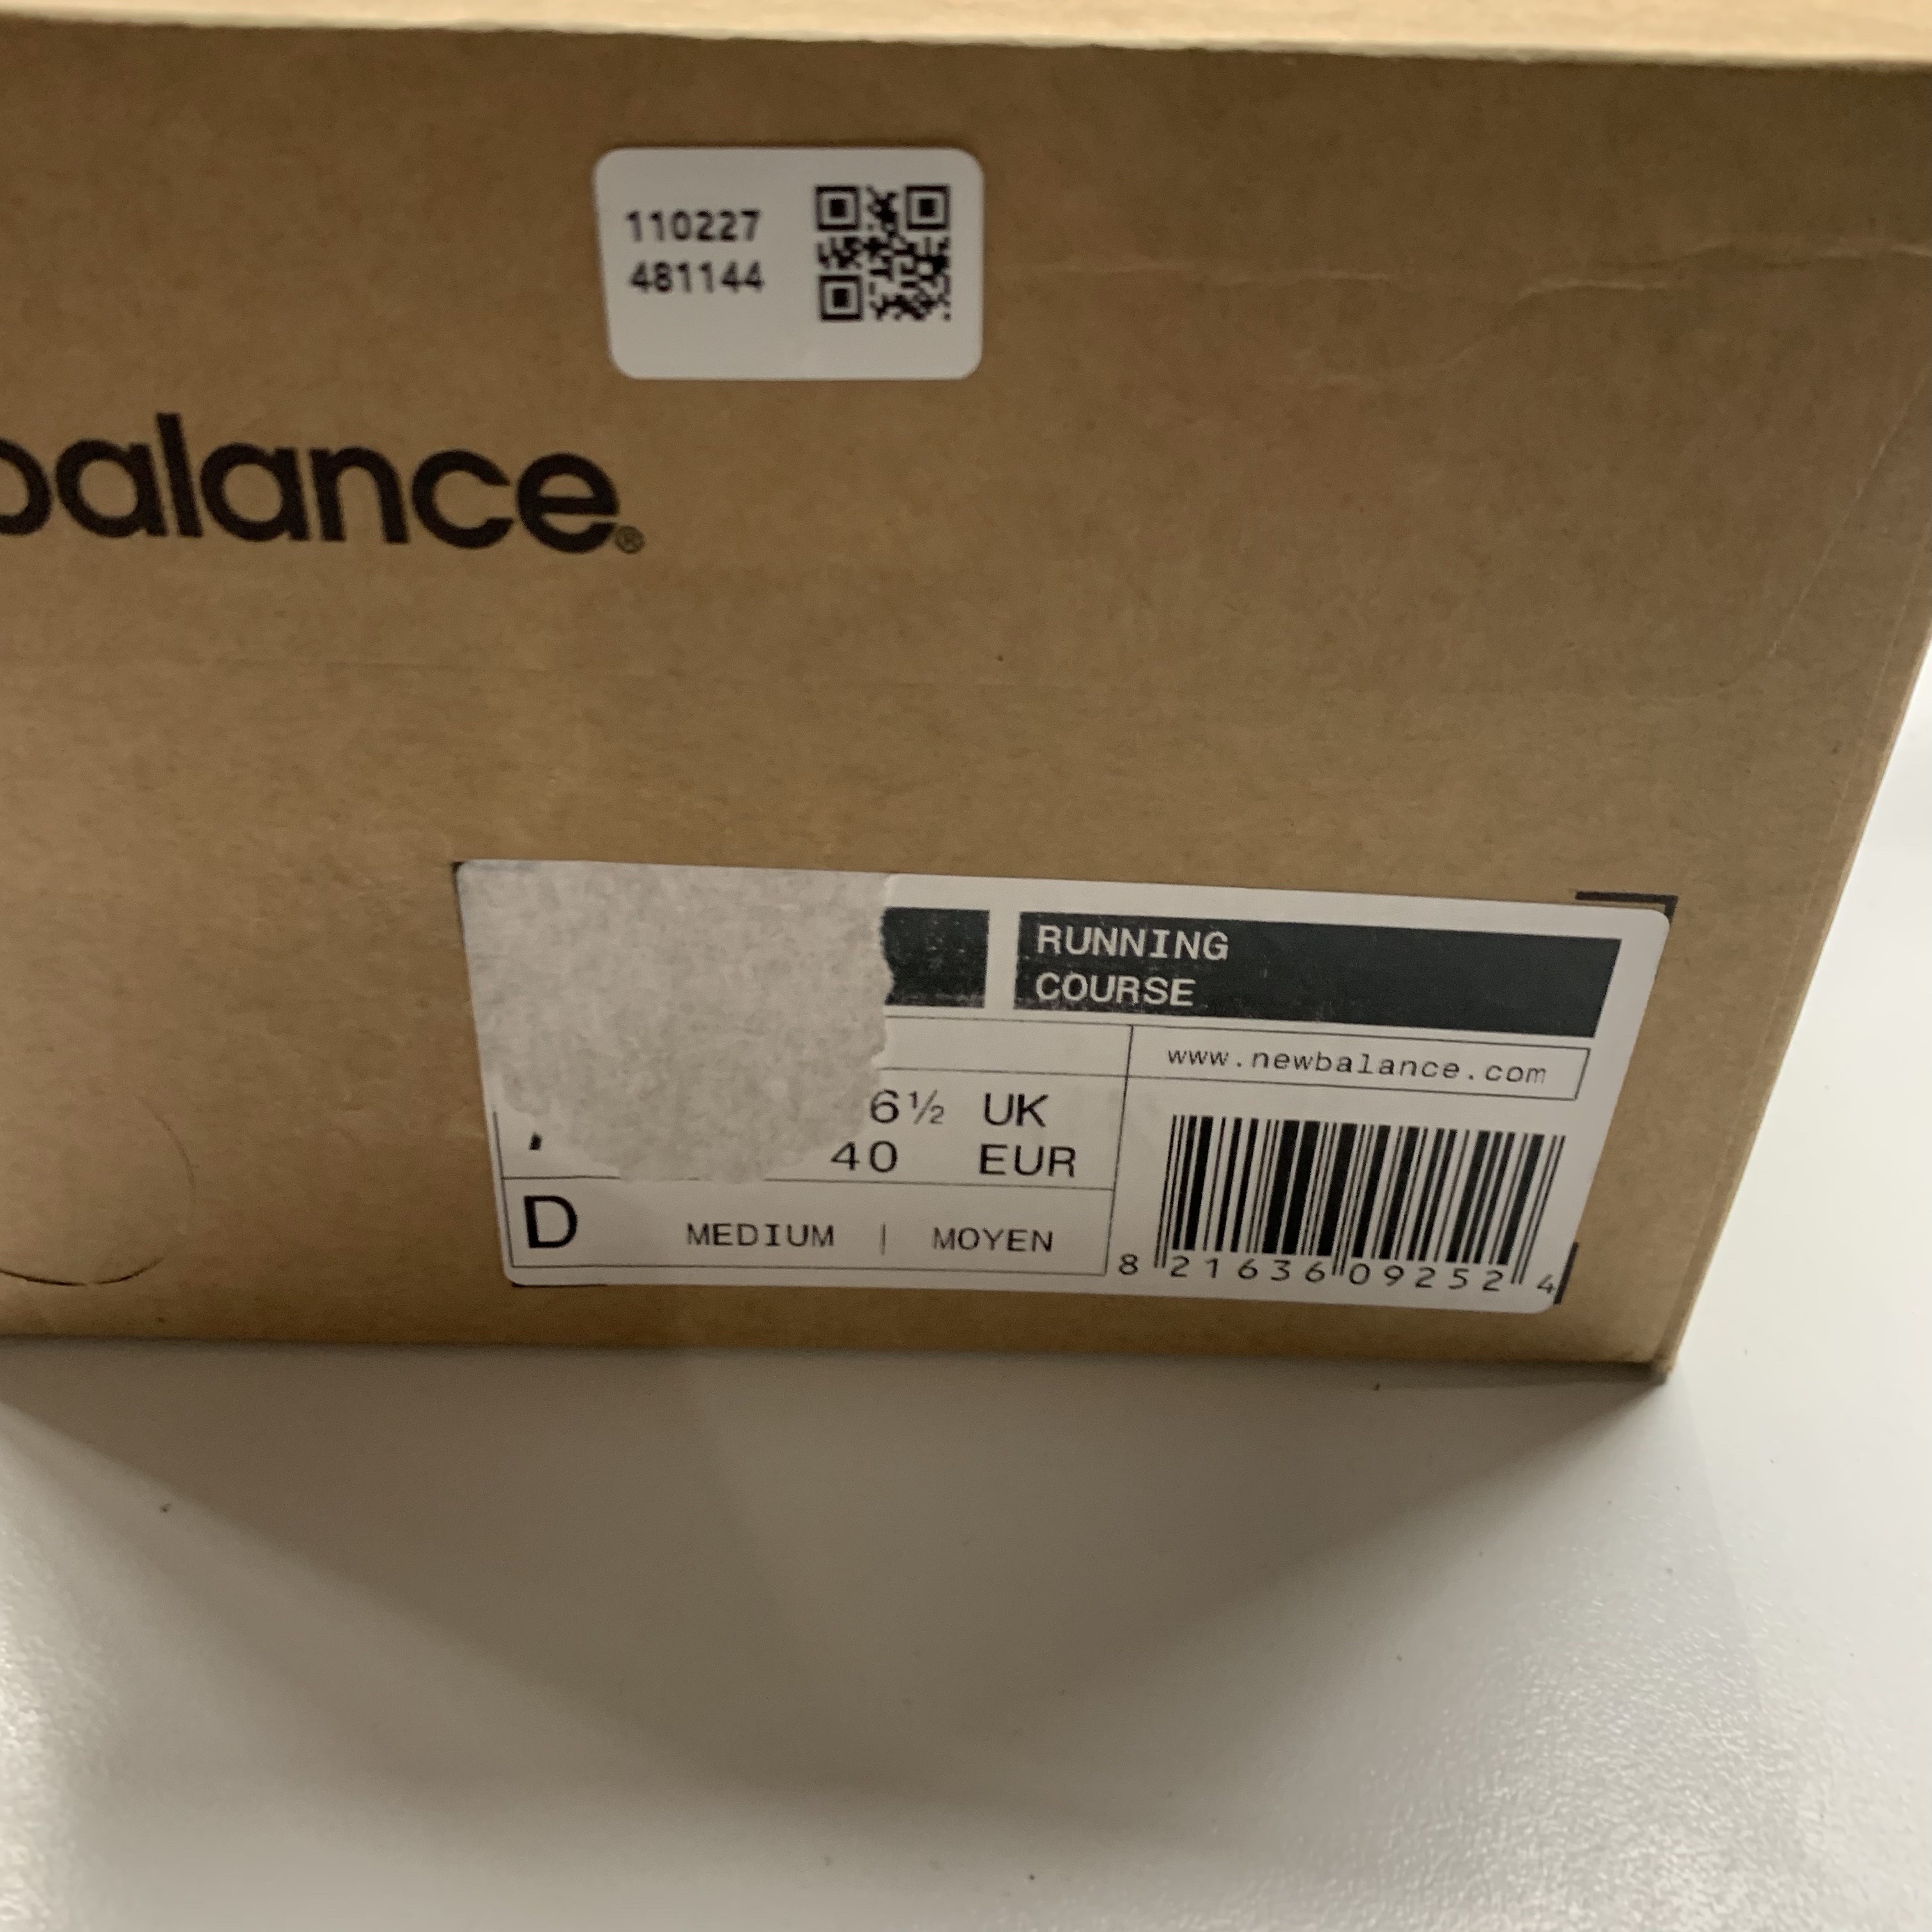 110227
481144
balance®
RUNNING
COURSE
www.newbalance.com
6½ UK
40 EUR
D MEDIUM | MOYEN
8 21636 09252 4